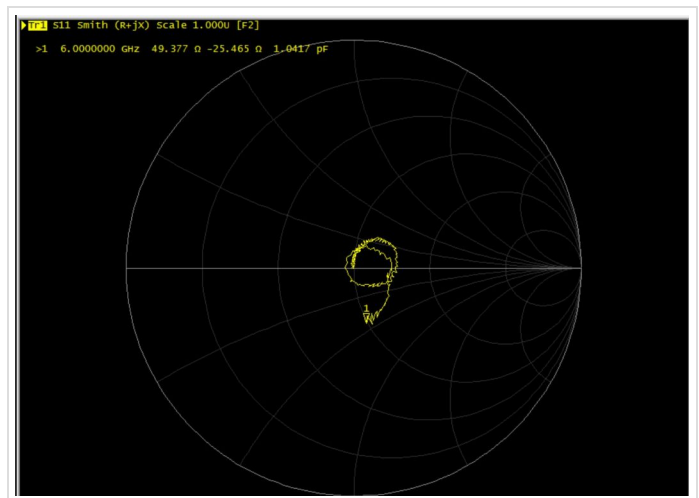 Tr1 S11 Smith (R+jX) Scale 1.000U [F2]
>1 6.0000000 GHz 49.377 Ω -25.465 Ω 1.0417 pF
1